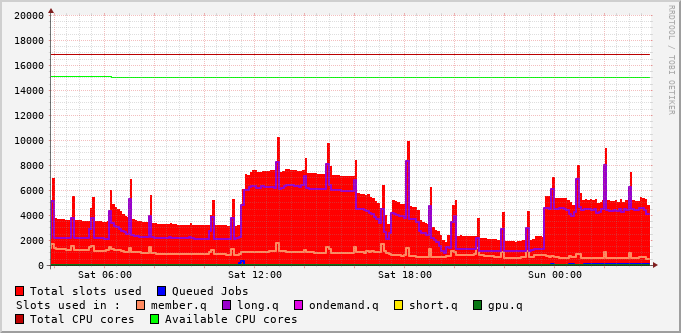 20000
18000
16000
14000
12000
10000
8000
6000
4000
2000
0
Sat 06:00 Sat 12:00 Sat 18:00 Sun 00:00
Total slots used Queued Jobs
Slots used in : member.q long.q ondemand.q short.q gpu.q
Total CPU cores Available CPU cores
RRDTOOL / TOBI OETIKER